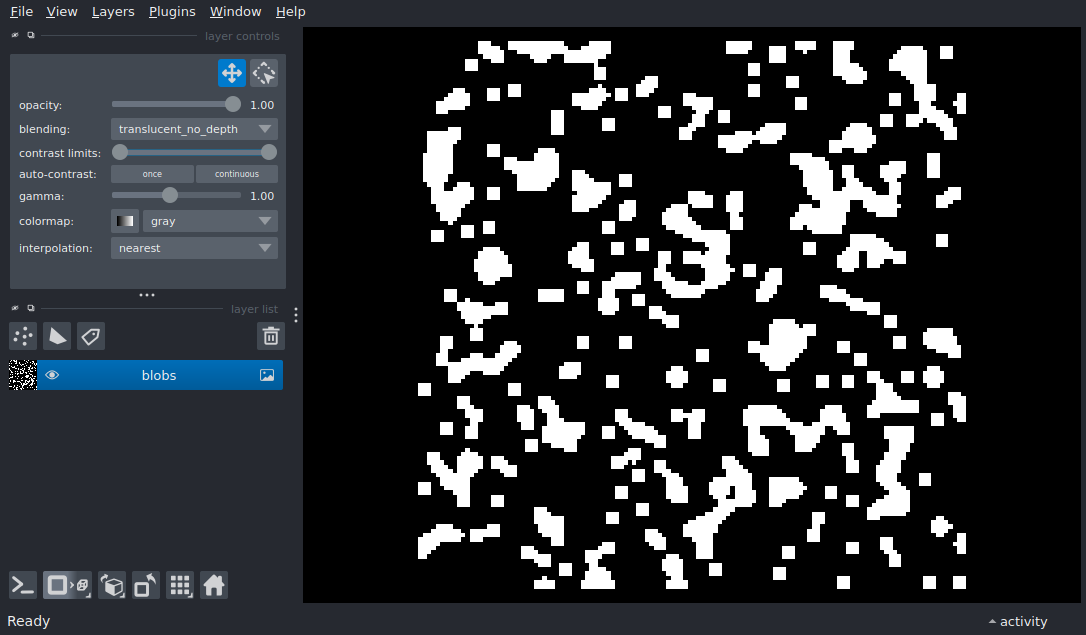 File View Layers Plugins Window Help
layer controls
opacity: 1.00
blending: translucent_no_depth
contrast limits:
auto-contrast: once continuous
gamma: 1.00
colormap: gray
interpolation: nearest
layer list
blobs
Ready activity